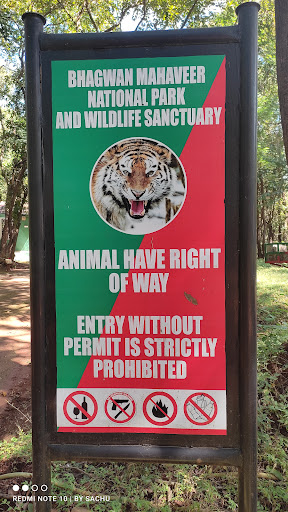 BHAGWAN MAHAVEER
NATIONAL PARK
AND WILDLIFE SANCTUARY
ANIMAL HAVE RIGHT
OF WAY
ENTRY WITHOUT
PERMIT IS STRICTLY
PROHIBITED
REDMI NOTE 10 | BY SACHU